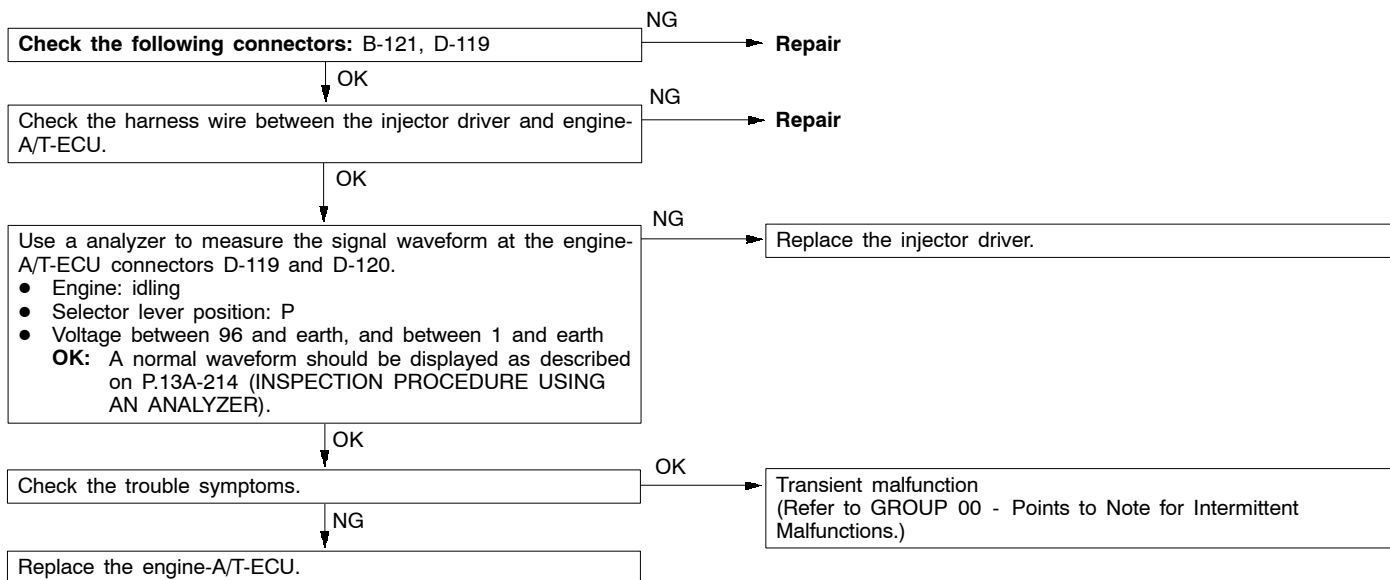 NG
Check the following connectors: B-121, D-119
Repair
OK
NG
Check the harness wire between the injector driver and engine-
A/T-ECU.
Repair
OK
NG
Use a analyzer to measure the signal waveform at the engine-
A/T-ECU connectors D-119 and D-120.
● Engine: idling
● Selector lever position: P
● Voltage between 96 and earth, and between 1 and earth
OK: A normal waveform should be displayed as described
on P.13A-214 (INSPECTION PROCEDURE USING
AN ANALYZER).
Replace the injector driver.
OK
OK
Check the trouble symptoms.
Transient malfunction
(Refer to GROUP 00 - Points to Note for Intermittent
Malfunctions.)
NG
Replace the engine-A/T-ECU.